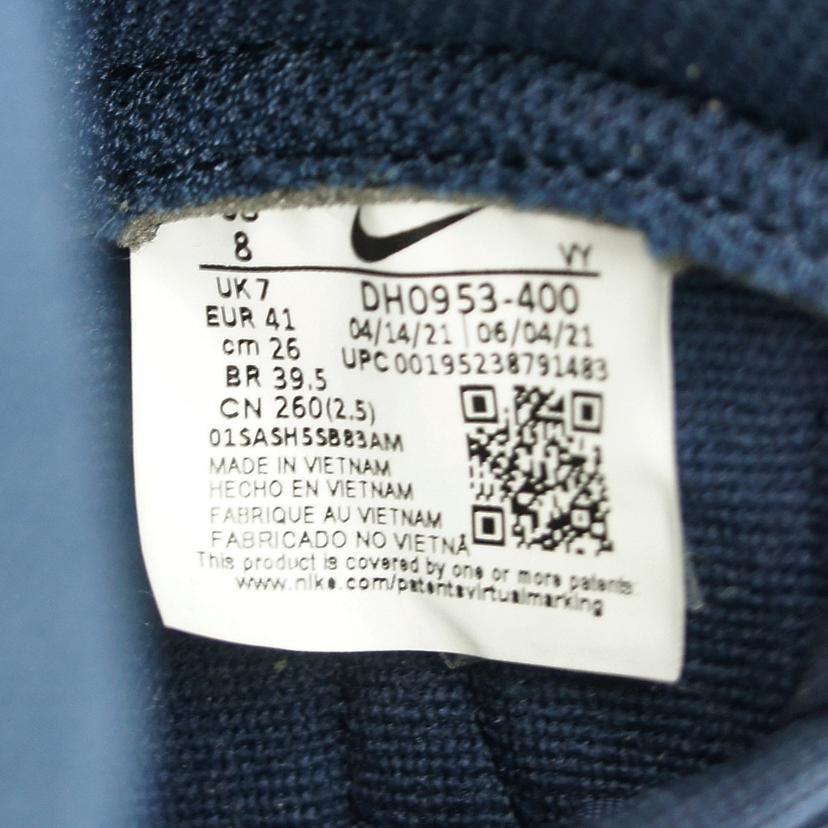 8
VY
UK 7
DH0953-400
EUR 41
04/14/21 06/04/21
cm 26
UPC 00195238791483
BR 39.5
CN 260(2.5)
01SASH5SB83AM
MADE IN VIETNAM
HECHO EN VIETNAM
FABRIQUE AU VIETNAM
FABRICADO NO VIETNÃ
This product is covered by one or more patents:
www.nike.com/patentsvirtualmarking